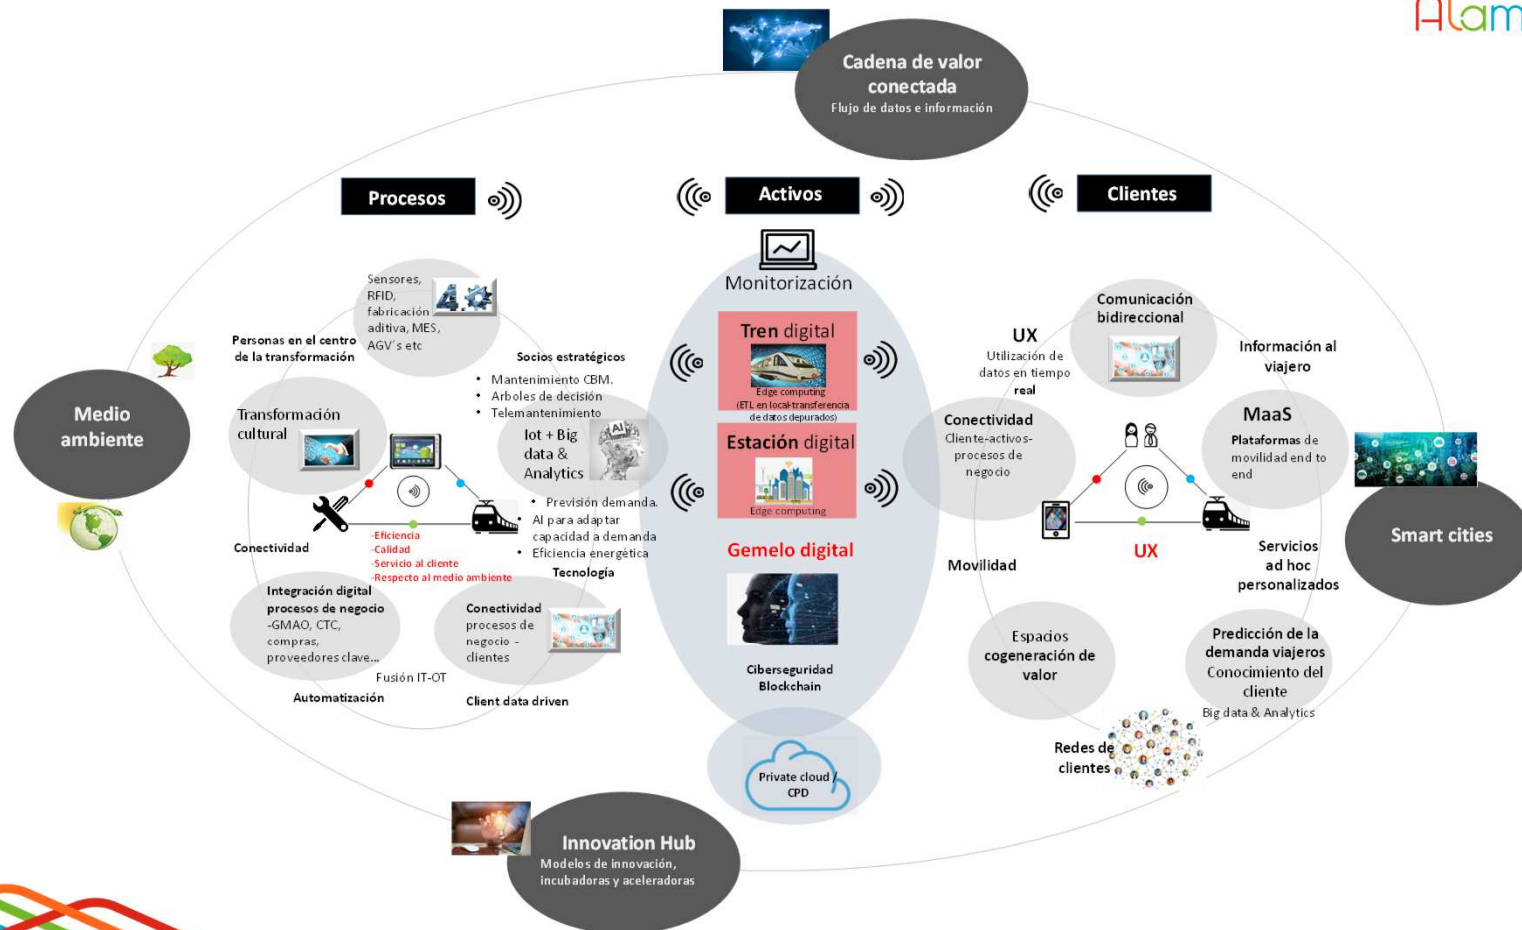 Alam
Cadena de valor
conectada
Flujo de datos e información
Procesos
Activos
Clientes
Medio
ambiente
Sensores,
RFID,
fabricación
aditiva, MES,
AGV´s etc
4.0
Personas en el centro
de la transformación
Socios estratégicos
• Mantenimiento CBM.
• Arboles de decisión
• Telemantenimiento
Transformación
cultural
Iot + Big
data &
Analytics
AI
• Previsión demanda.
• AI para adaptar
capacidad a demanda
• Eficiencia energética
Tecnología
Conectividad
-Eficiencia
-Calidad
-Servicio al cliente
-Respecto al medio ambiente
Integración digital
procesos de negocio
-GMAO, CTC,
compras,
proveedores clave...
Conectividad
procesos de
negocio -
clientes
Fusión IT-OT
Automatización
Client data driven
Monitorización
Tren digital
Edge computing
(ETL en local-transferencia
de datos depurados)
Estación digital
Edge computing
Gemelo digital
Ciberseguridad
Blockchain
Private cloud /
CPD
Comunicación
bidireccional
UX
Utilización de
datos en tiempo
real
Información al
viajero
Conectividad
Cliente-activos-
procesos de
negocio
MaaS
Plataformas de
movilidad end to
end
UX
Movilidad
Servicios
ad hoc
personalizados
Espacios
cogeneración de
valor
Predicción de la
demanda viajeros
Conocimiento del
cliente
Big data & Analytics
Redes de
clientes
Smart cities
Innovation Hub
Modelos de innovación,
incubadoras y aceleradoras